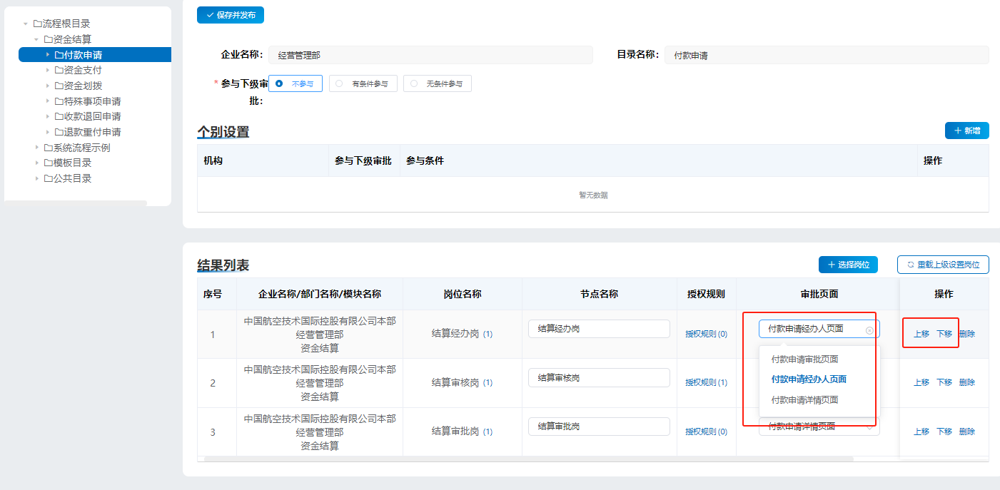 流程根目录
资金结算
付款申请
资金支付
资金划拨
特殊事项申请
收款退回申请
退款重付申请
系统流程示例
模板目录
公共目录
保存并发布
企业名称： 经营管理部 目录名称： 付款申请
* 参与下级审批： 不参与 有条件参与 无条件参与
个别设置 新增
机构 参与下级审批 参与条件 操作
暂无数据
结果列表 选择岗位 重载上级设置岗位
序号 企业名称/部门名称/模块名称 岗位名称 节点名称 授权规则 审批页面 操作
中国航空技术国际控股有限公司本部
1 经营管理部 结算经办岗 (1) 结算经办岗 授权规则(0) 付款申请经办人页面 上移 下移 删除
资金结算
付款申请审批页面
付款申请经办人页面
付款申请详情页面
中国航空技术国际控股有限公司本部
2 经营管理部 结算审核岗 (1) 结算审核岗 授权规则(1) 上移 下移 删除
资金结算
中国航空技术国际控股有限公司本部
3 经营管理部 结算审批岗 (1) 结算审批岗 授权规则(0) 付款申请详情页面 上移 下移 删除
资金结算